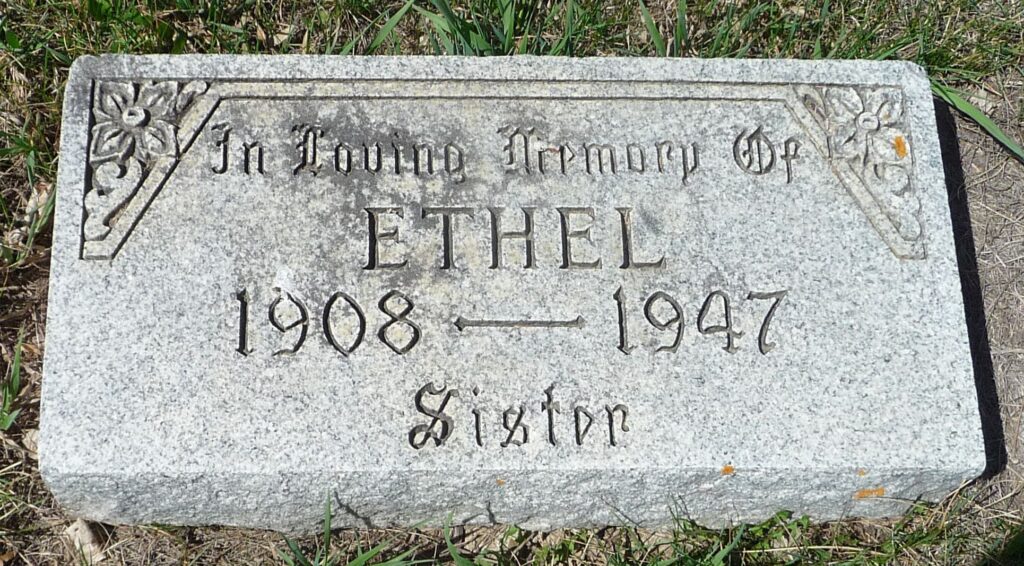 In Loving Memory Of
ETHEL
1908 — 1947
Sister